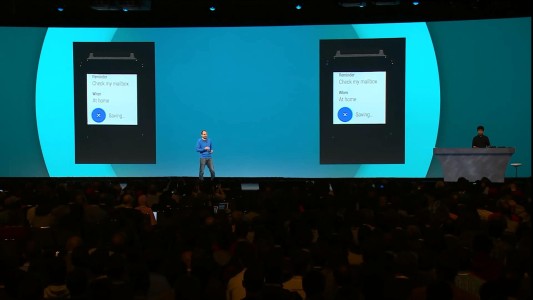 Reminder
Check my mailbox
When
At home
Saving...
Reminder
Check my mailbox
When
At home
Saving...